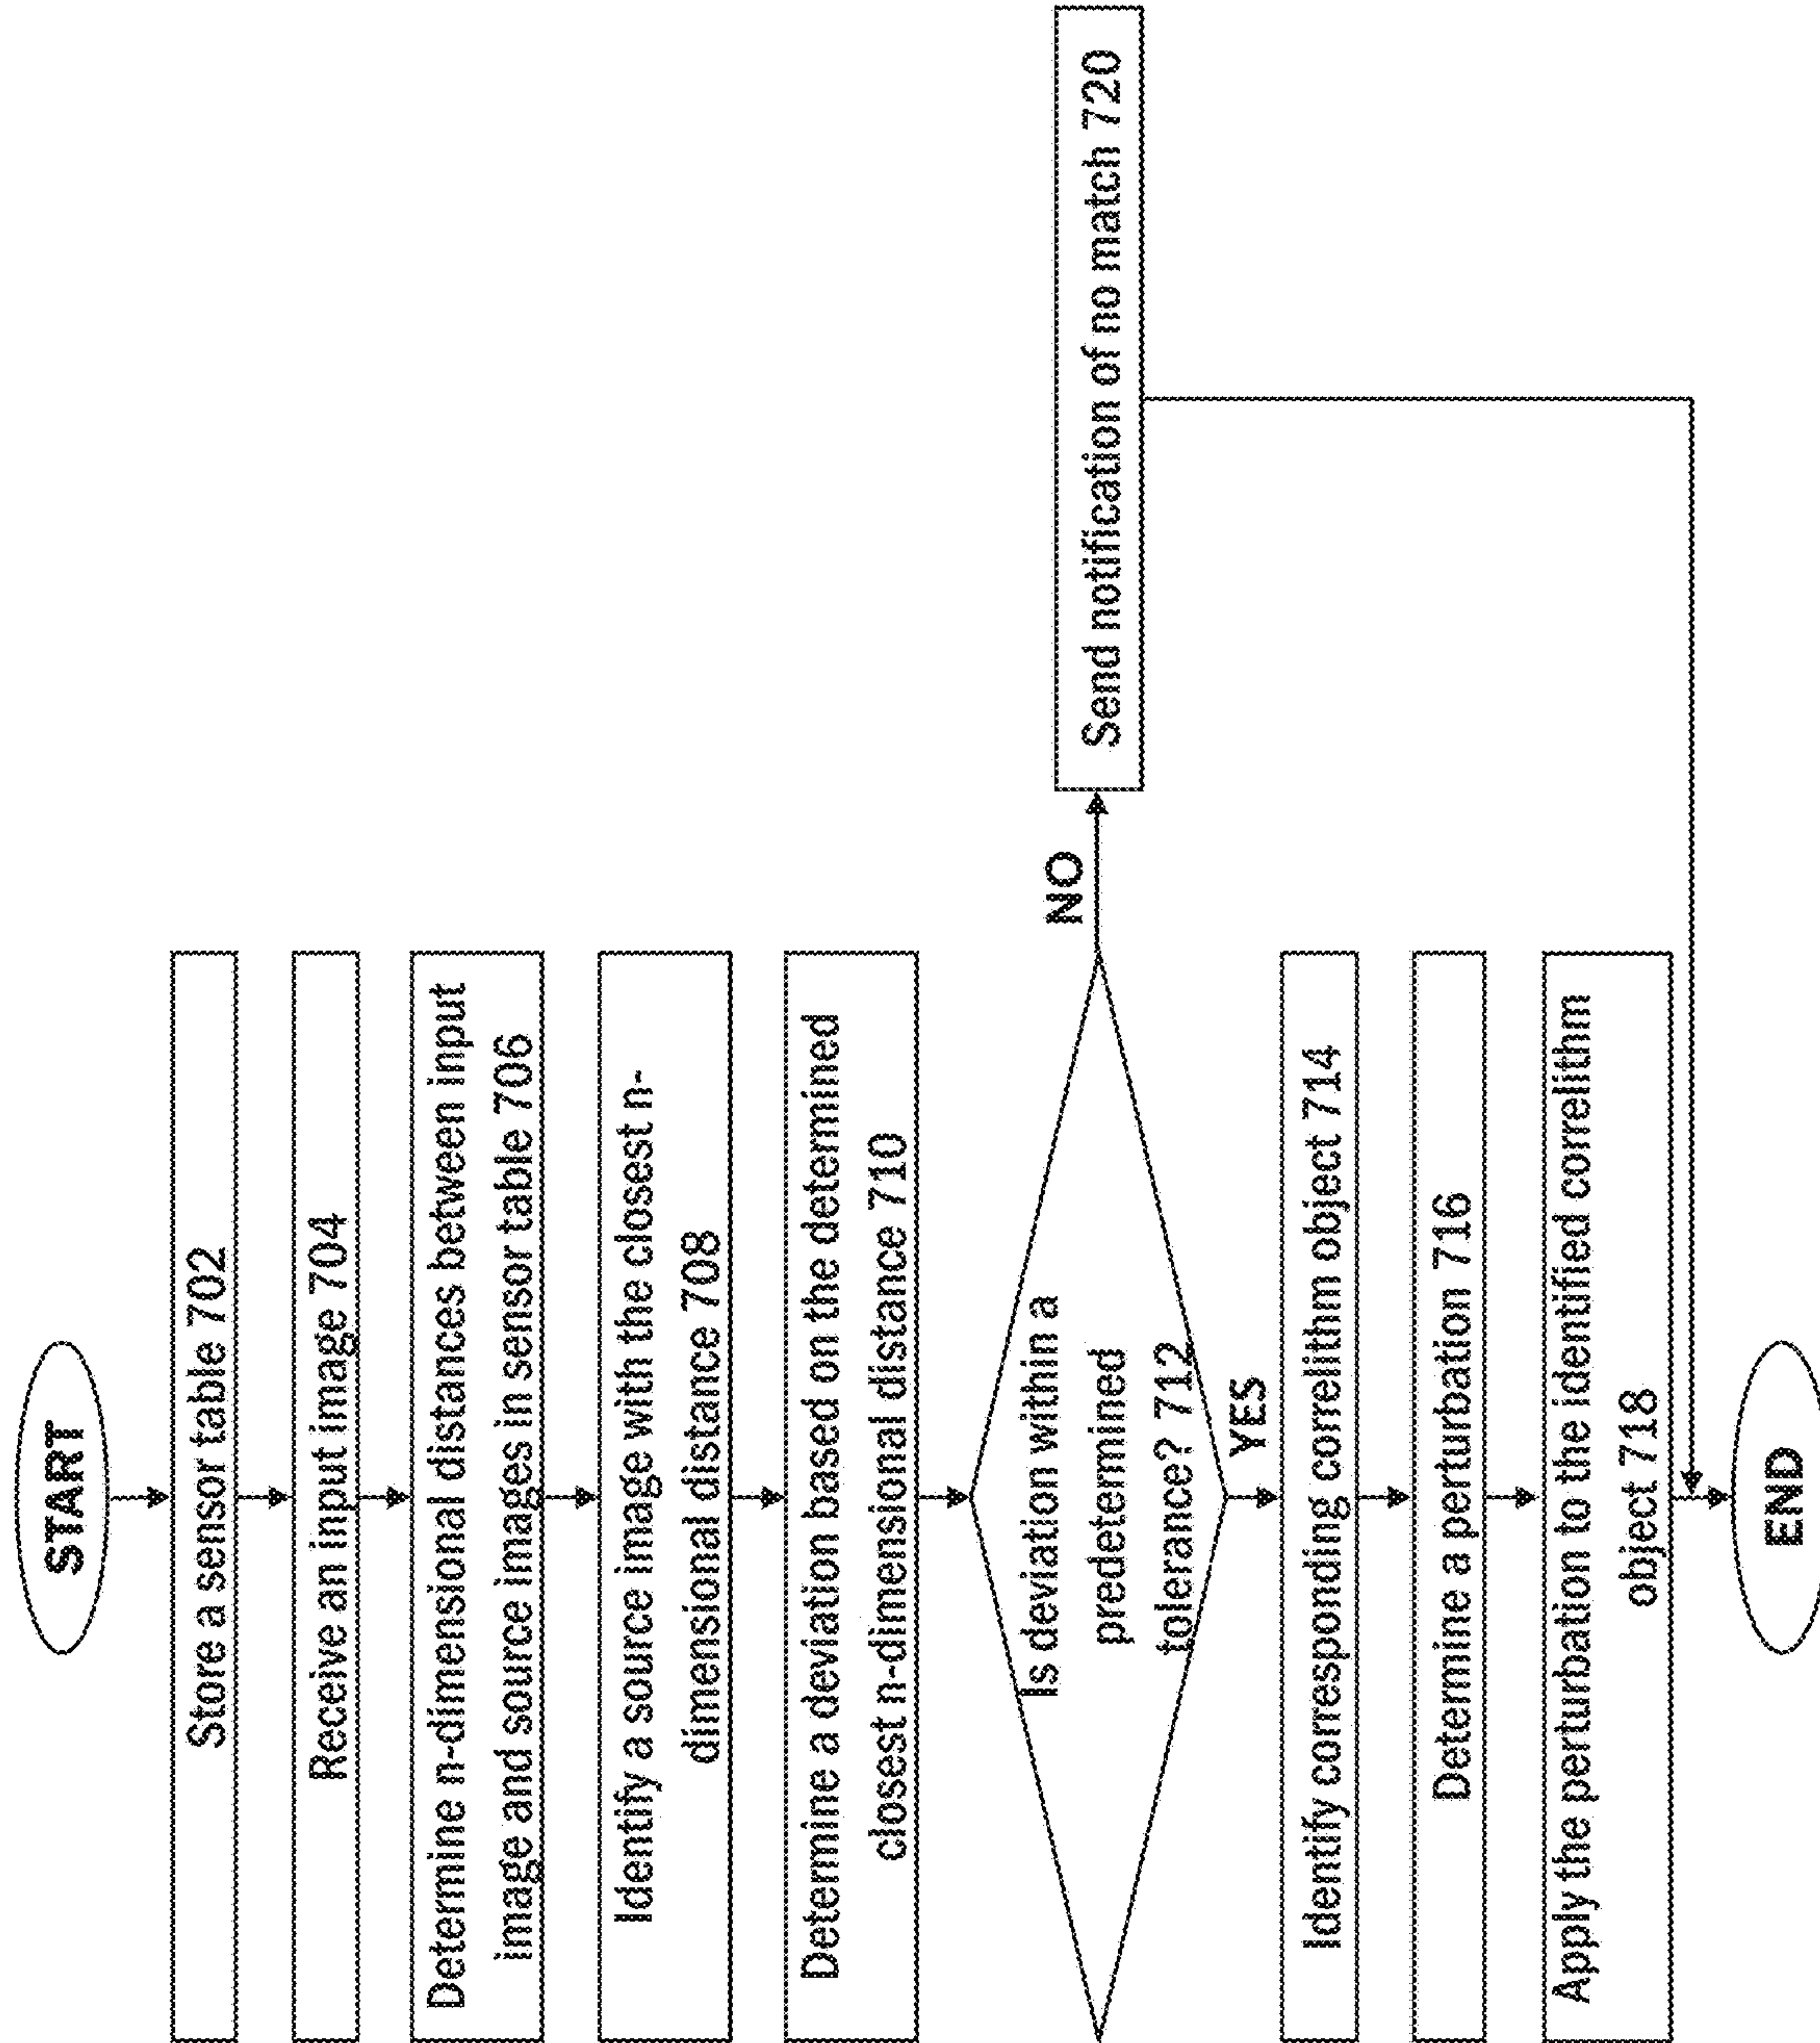 START
Store a sensor table 702
Receive an input image 704
Determine n-dimensional distances between input
image and source images in sensor table 706
Identify a source image with the closest n-
dimensional distance 708
Determine a deviation based on the determined
closest n-dimensional distance 710
Is deviation within a
predetermined
tolerance? 712
NO
Send notification of no match 720
YES
Identify corresponding correlithm object 714
Determine a perturbation 716
Apply the perturbation to the identified correlithm
object 718
END